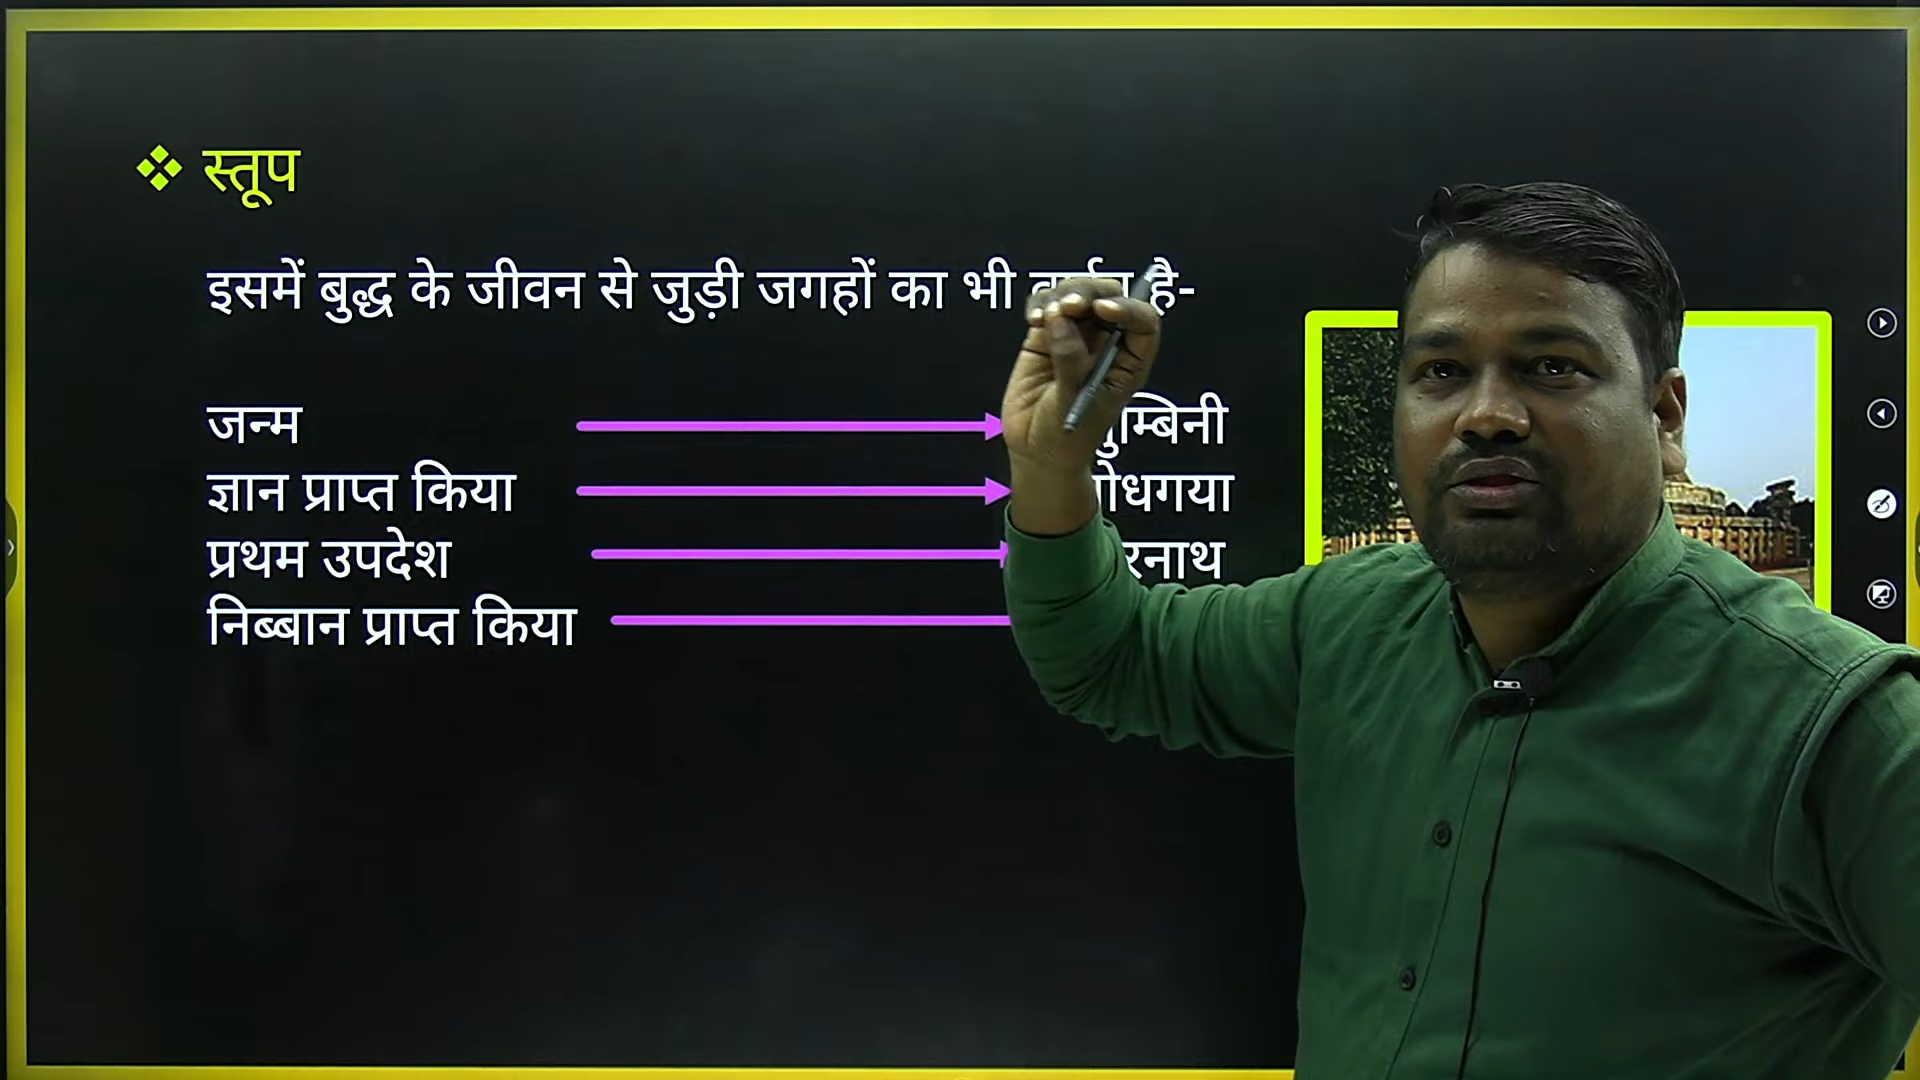 स्तूप
इसमें बुद्ध के जीवन से जुड़ी जगहों का भी है-
जन्म
ज्ञान प्राप्त किया
प्रथम उपदेश
निब्बान प्राप्त किया